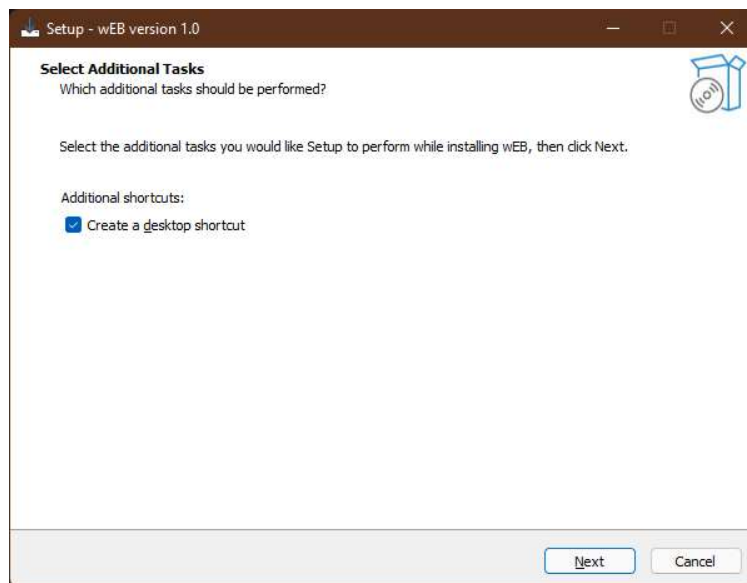 Setup - wEB version 1.0
Select Additional Tasks
Which additional tasks should be performed?
Select the additional tasks you would like Setup to perform while installing wEB, then click Next.
Additional shortcuts:
Create a desktop shortcut
Next
Cancel